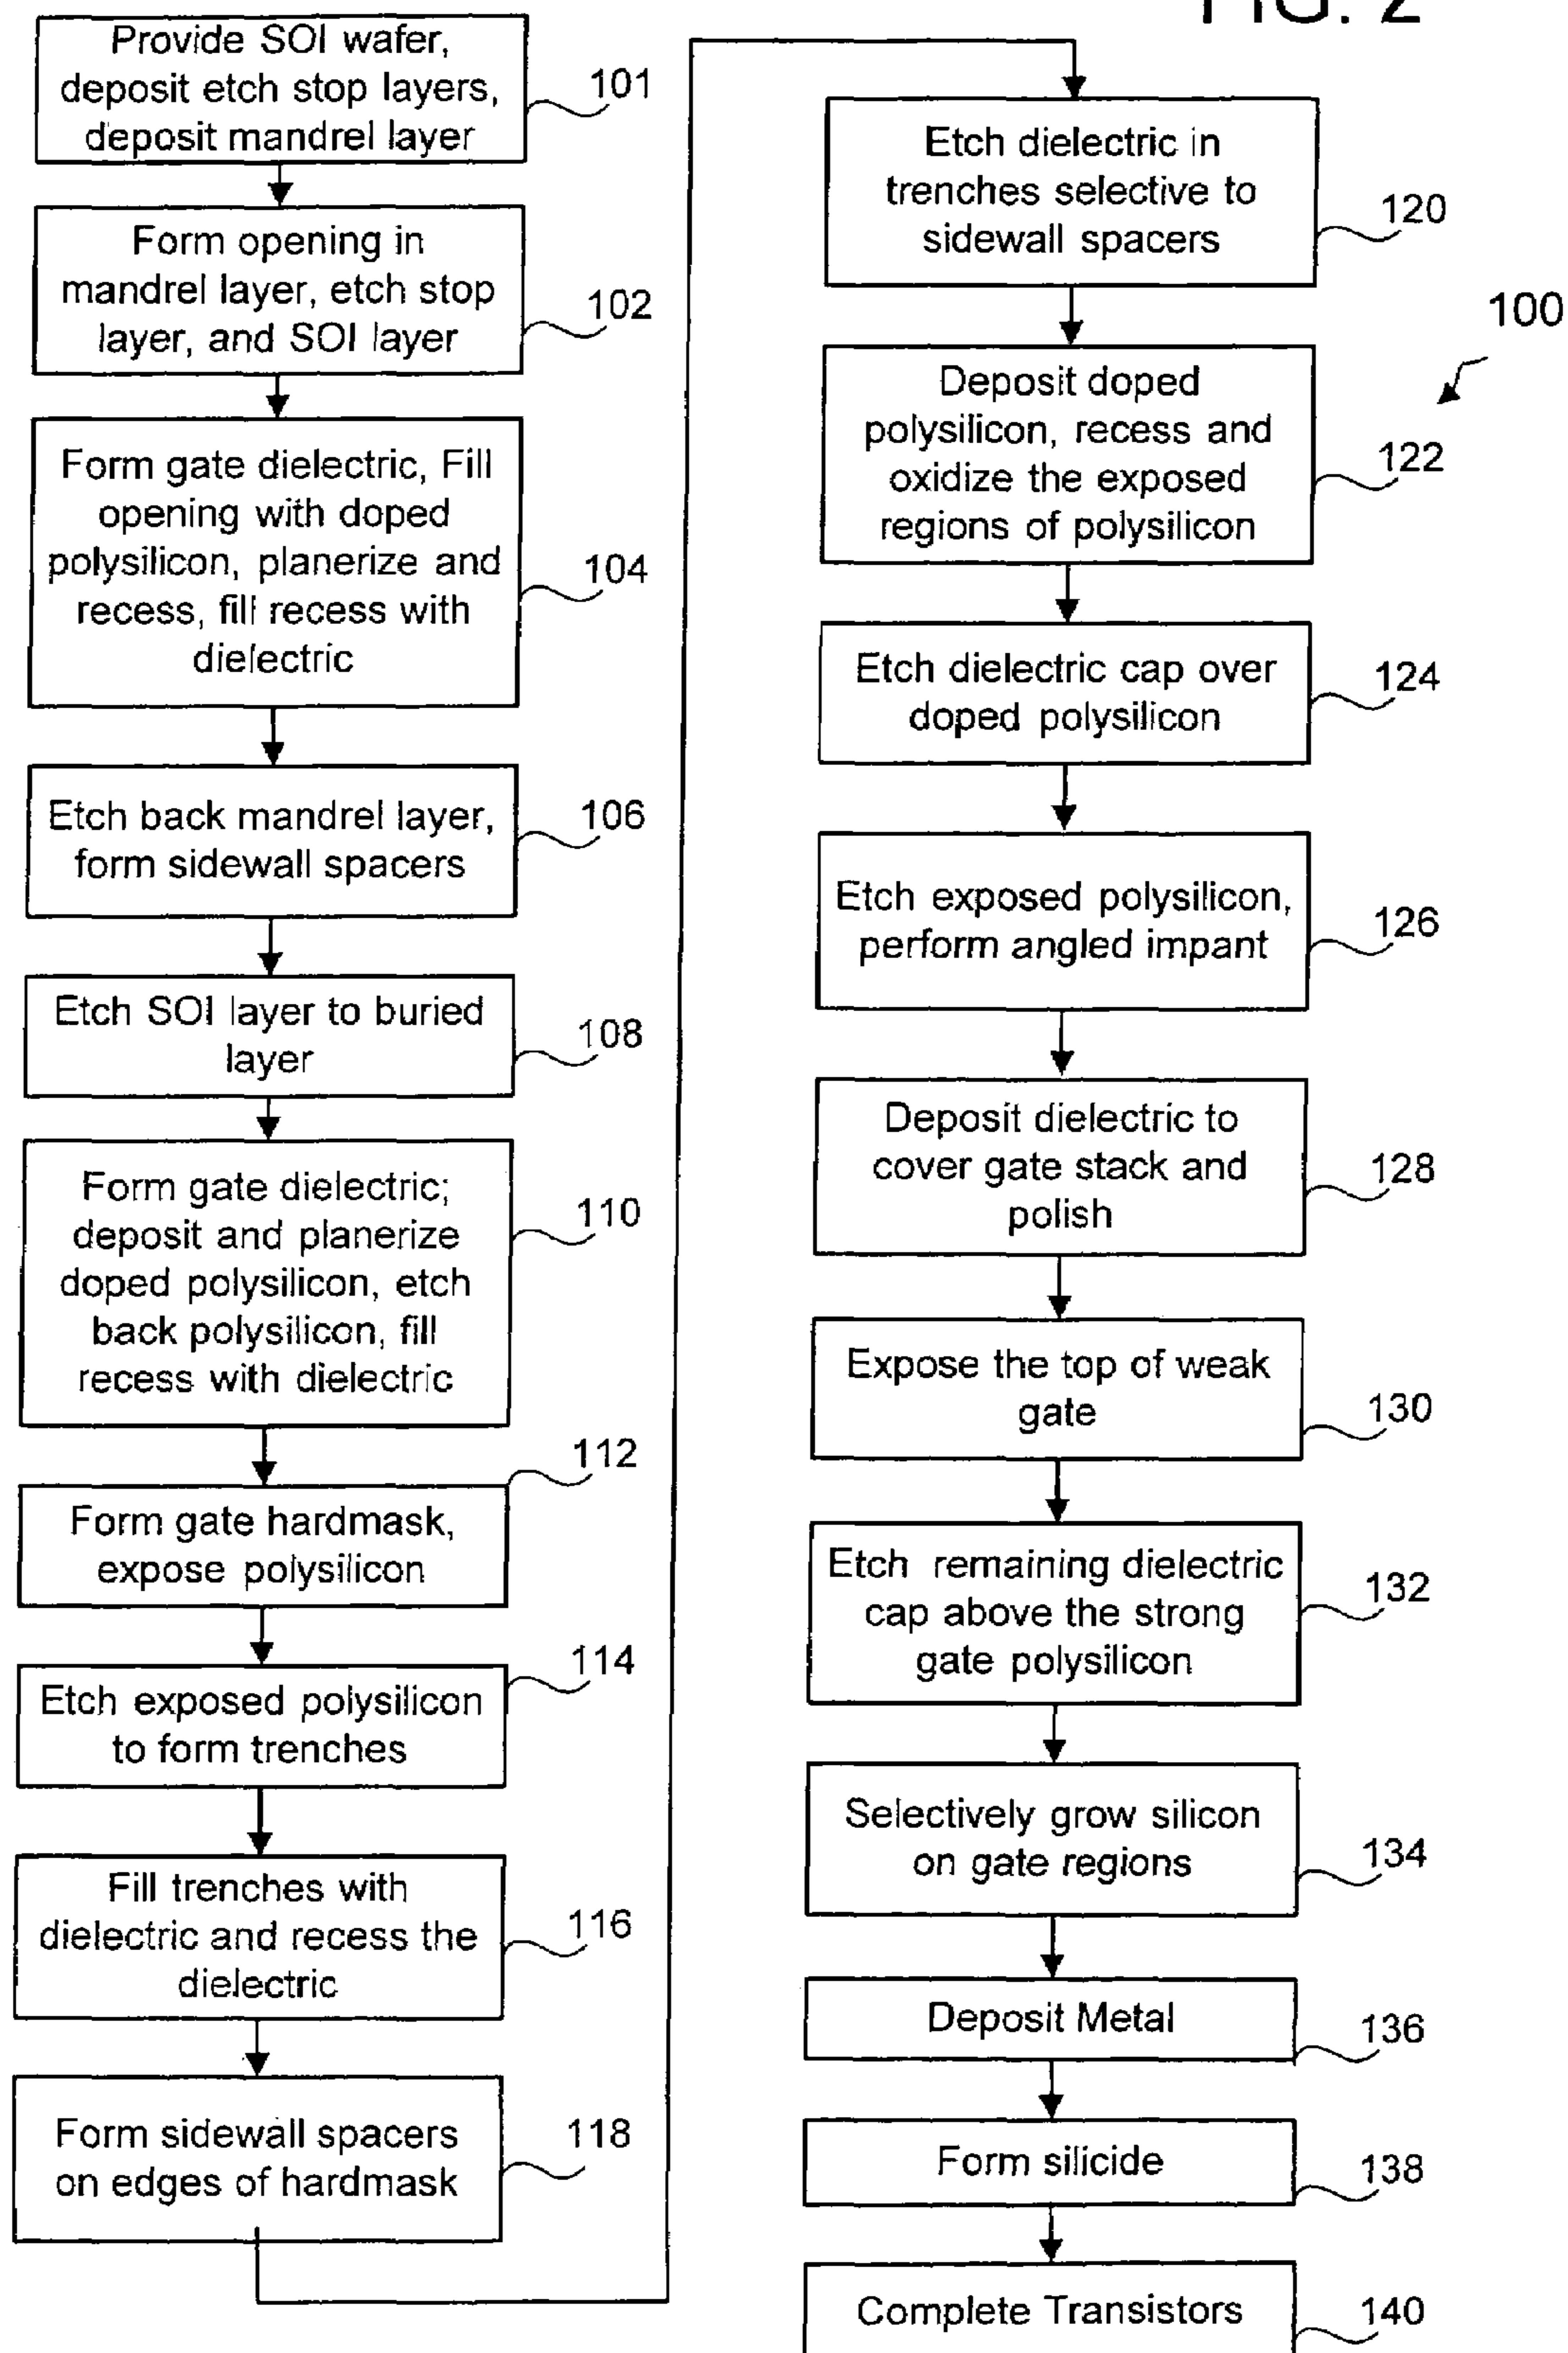 FIG. 2
Provide SOI wafer,
deposit etch stop layers,
deposit mandrel layer
101
Form opening in
mandrel layer, etch stop
layer, and SOI layer
102
Form gate dielectric, Fill
opening with doped
polysilicon, planerize and
recess, fill recess with
dielectric
104
Etch back mandrel layer,
form sidewall spacers
106
Etch SOI layer to buried
layer
108
Form gate dielectric;
deposit and planerize
doped polysilicon, etch
back polysilicon, fill
recess with dielectric
110
Form gate hardmask,
expose polysilicon
112
Etch exposed polysilicon
to form trenches
114
Fill trenches with
dielectric and recess the
dielectric
116
Form sidewall spacers
on edges of hardmask
118
Etch dielectric in
trenches selective to
sidewall spacers
120
100
Deposit doped
polysilicon, recess and
oxidize the exposed
regions of polysilicon
122
Etch dielectric cap over
doped polysilicon
124
Etch exposed polysilicon,
perform angled impant
126
Deposit dielectric to
cover gate stack and
polish
128
Expose the top of weak
gate
130
Etch remaining dielectric
cap above the strong
gate polysilicon
132
Selectively grow silicon
on gate regions
134
Deposit Metal
136
Form silicide
138
Complete Transistors
140